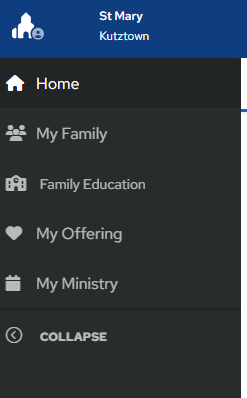 St Mary
Kutztown
Home
My Family
Family Education
My Offering
My Ministry
COLLAPSE